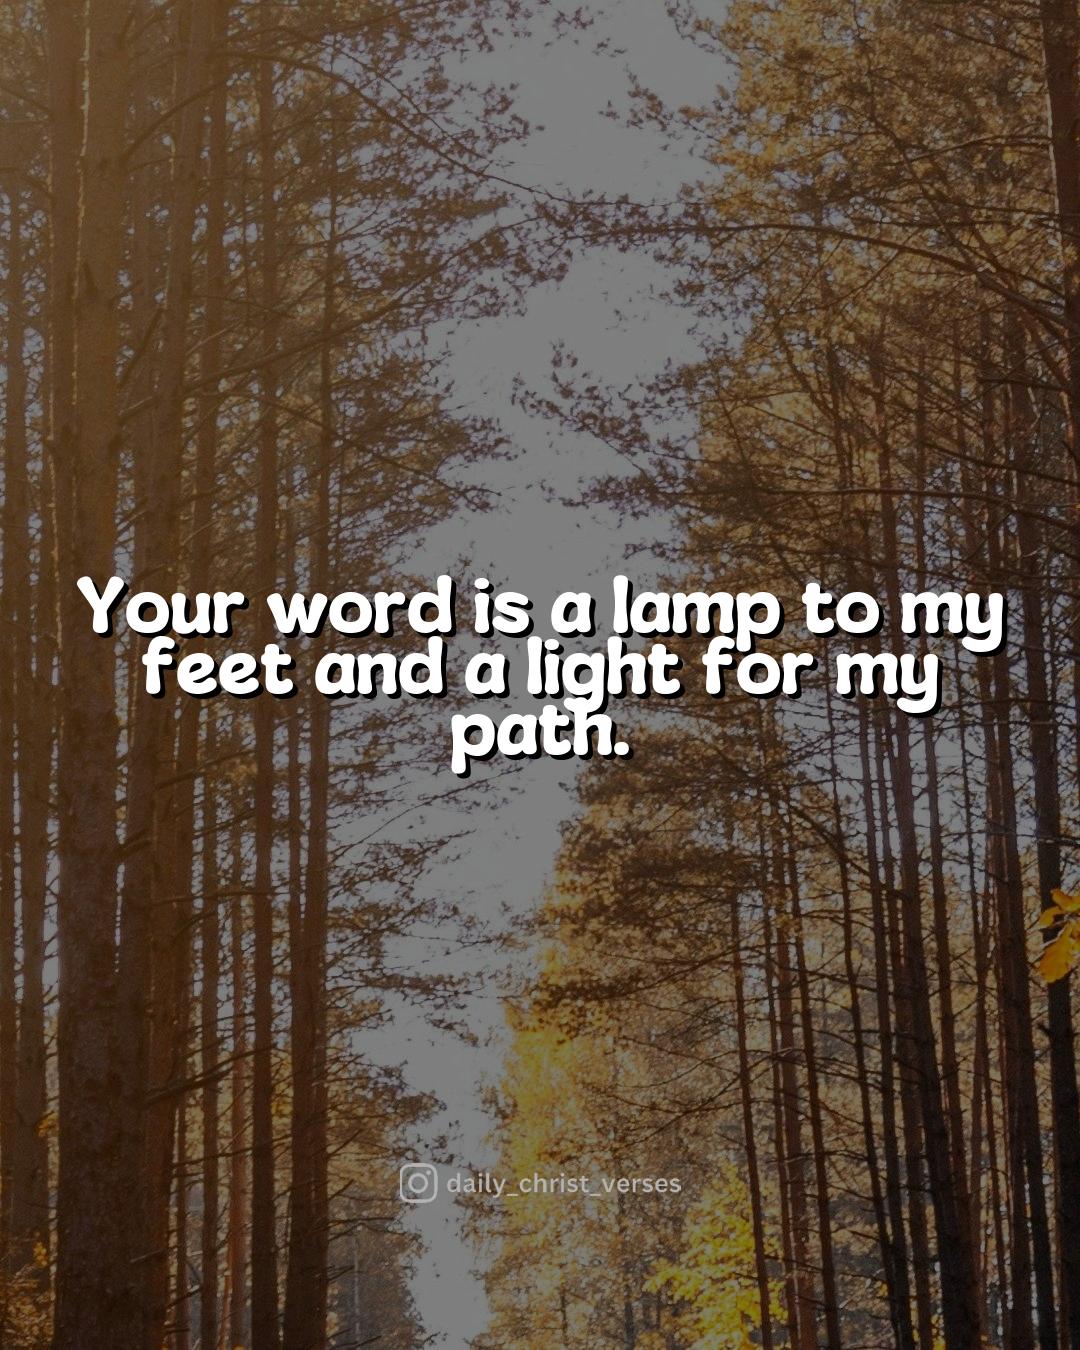 Your word is a lamp to my
feet and a light for my
path.
daily_christ_verses